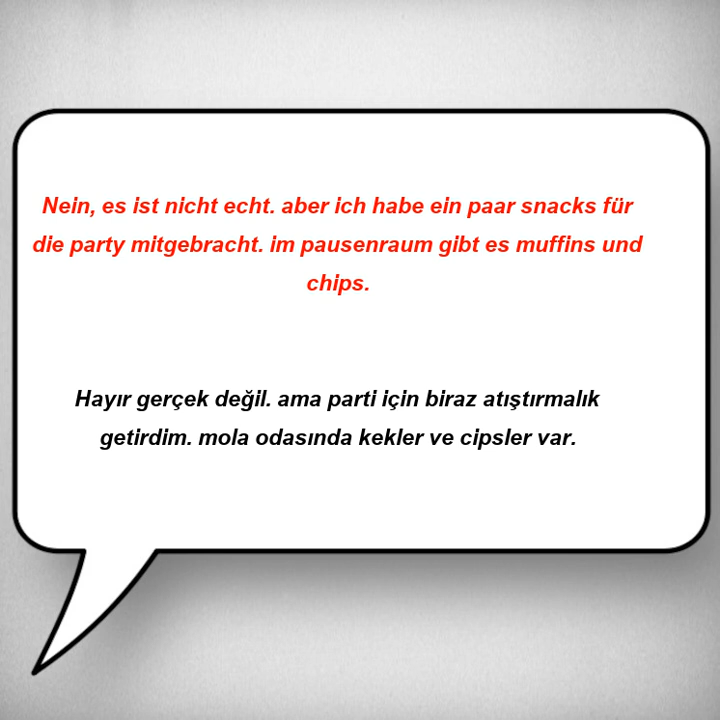 Nein, es ist nicht echt. aber ich habe ein paar snacks für
die party mitgebracht. im pausenraum gibt es muffins und
chips.
Hayır gerçek değil. ama parti için biraz atıştırmalık
getirdim. mola odasında kekler ve cipsler var.